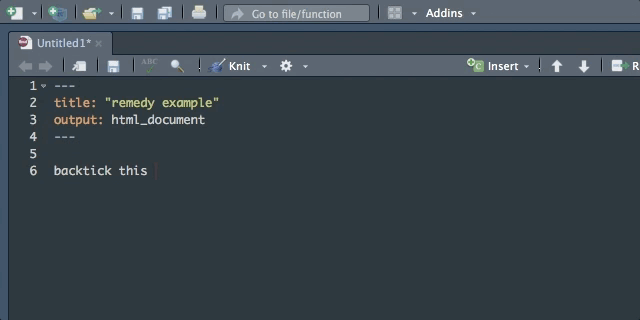 Go to file/function
Addins
Untitled1*
ABC
Knit
Insert
R
1 ---
2 title: "remedy example"
3 output: html_document
4 ---
5
6 backtick this